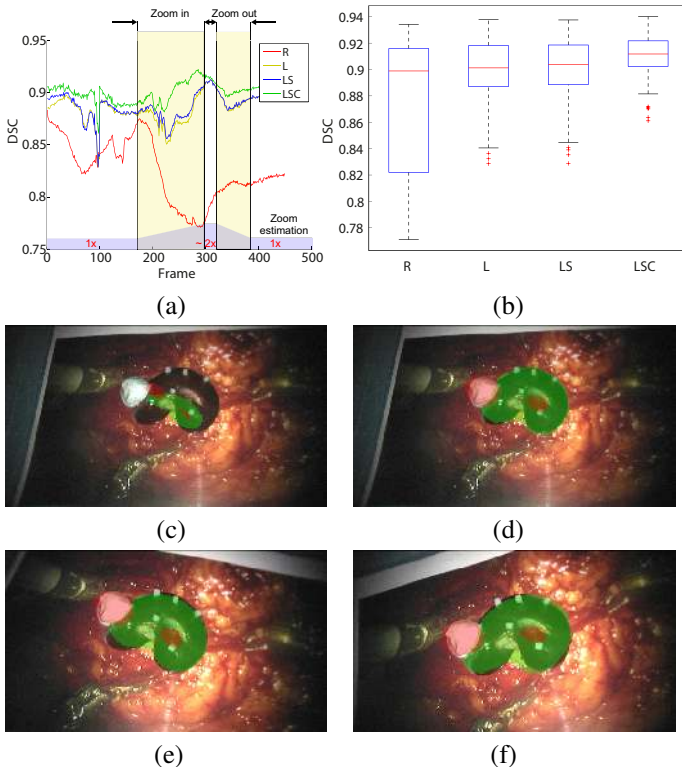 Zoom in Zoom out
0.95
0.9
0.85
0.8
0.75
DSC
R
L
LS
LSC
Zoom
estimation
1x ~ 2x 1x
0 100 200 300 400 500
Frame
(a)
0.94
0.92
0.9
0.88
0.86
0.84
0.82
0.8
0.78
DSC
R L LS LSC
(b)
(c) (d)
(e) (f)